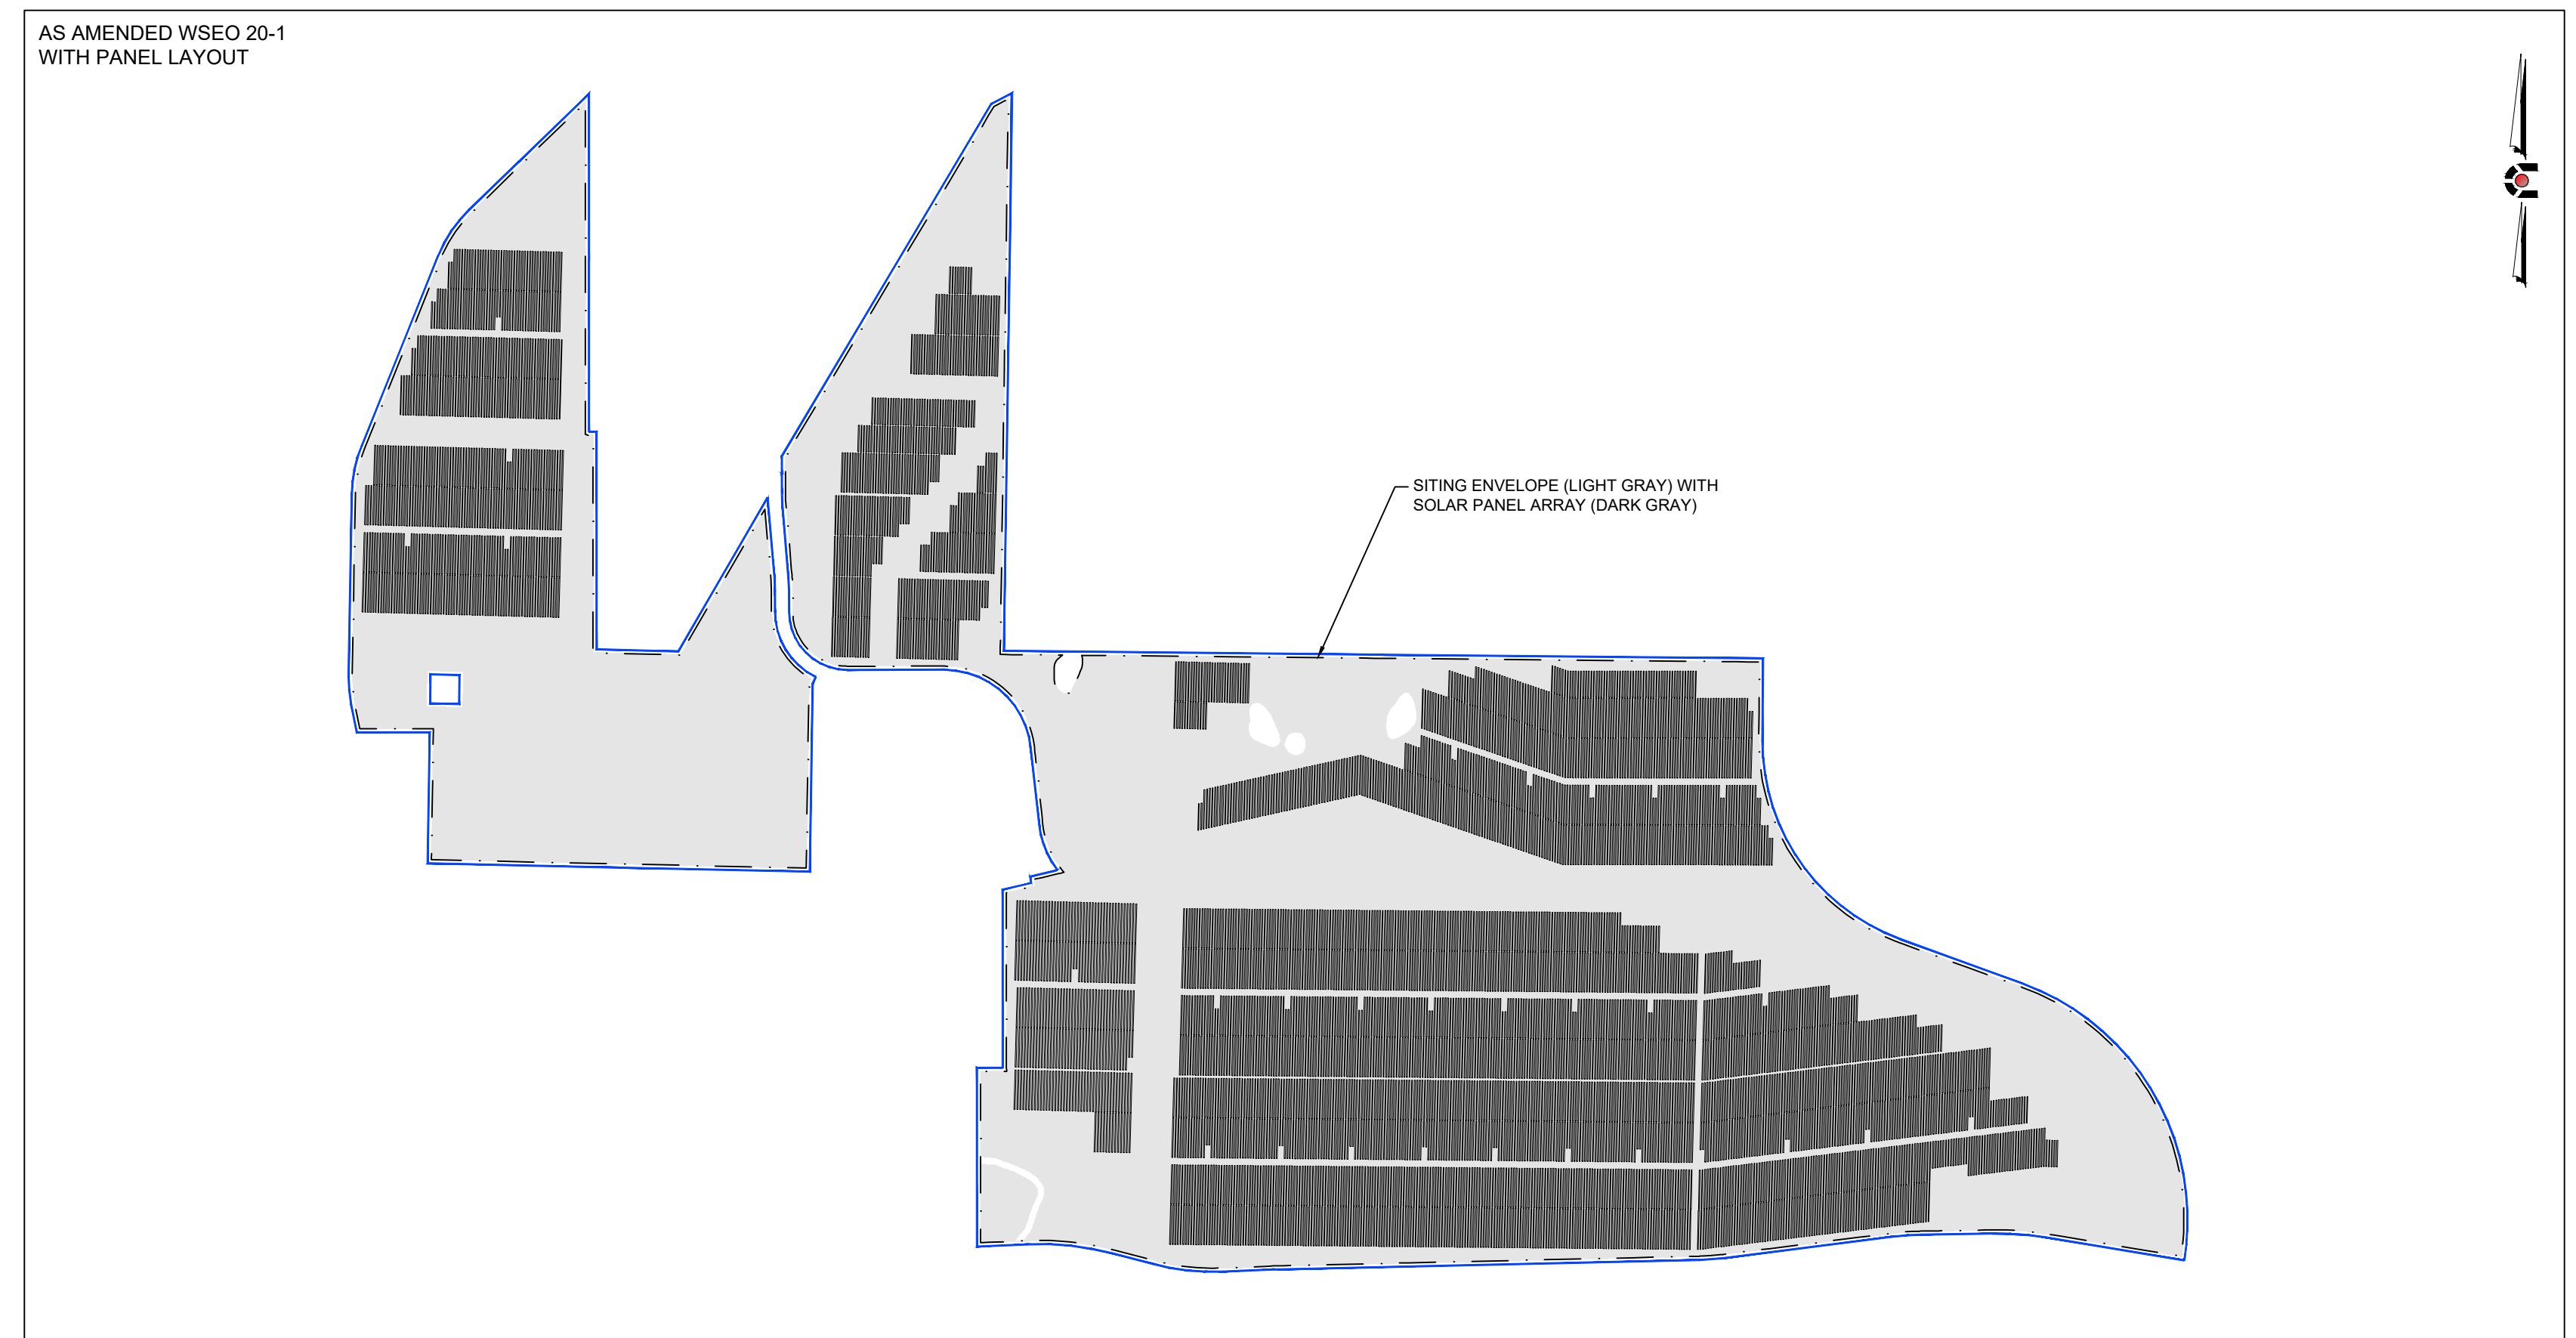 AS AMENDED WSEO 20-1
WITH PANEL LAYOUT
SITING ENVELOPE (LIGHT GRAY) WITH
SOLAR PANEL ARRAY (DARK GRAY)